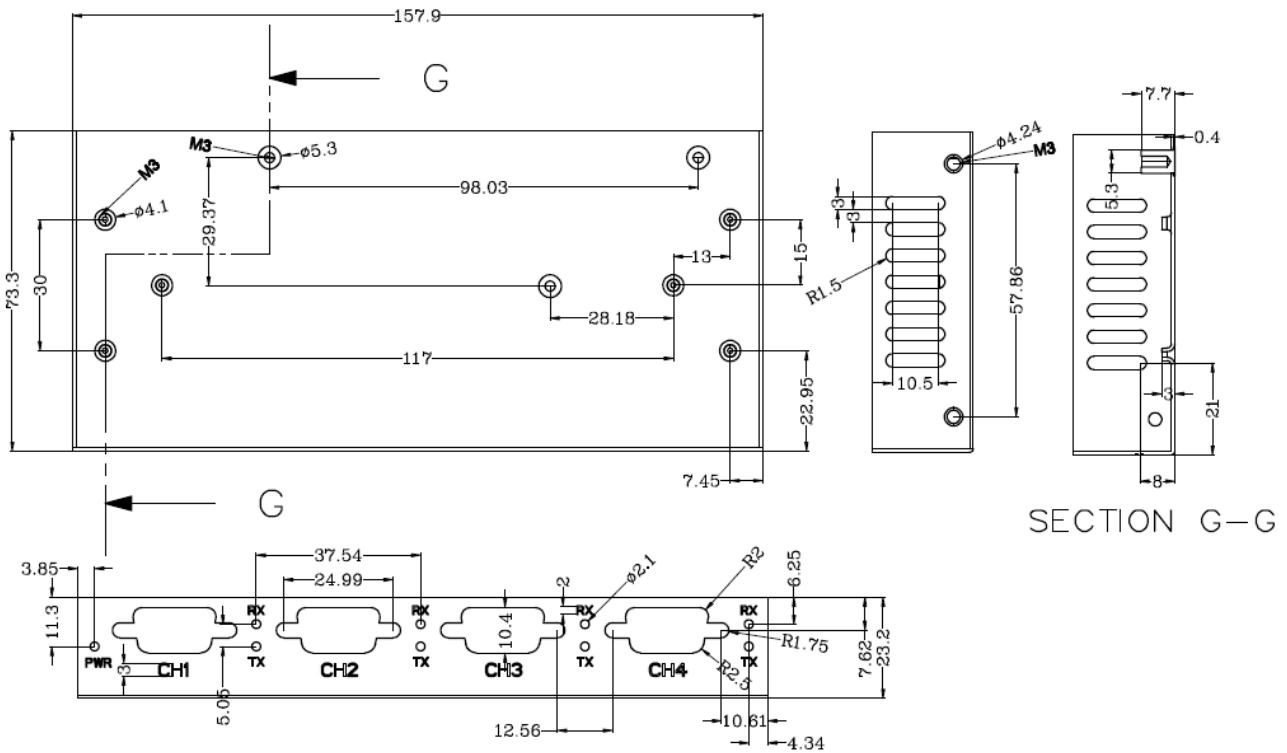 157.9
G
M3
ø5.3
M3
ø4.1
98.03
29.37
30
73.3
13
15
28.18
117
22.95
7.45
G
7.7
0.4
ø4.24
M3
3
3
5.3
R1.5
57.86
10.5
3
21
8
SECTION G-G
3.85
37.54
24.99
2
ø2.1
R2
6.25
11.3
RX
RX
RX
RX
10.4
R1.75
7.62
23.2
PWR
TX
TX
TX
TX
3
CH1
CH2
CH3
CH4
R2.5
5.05
12.56
10.61
4.34